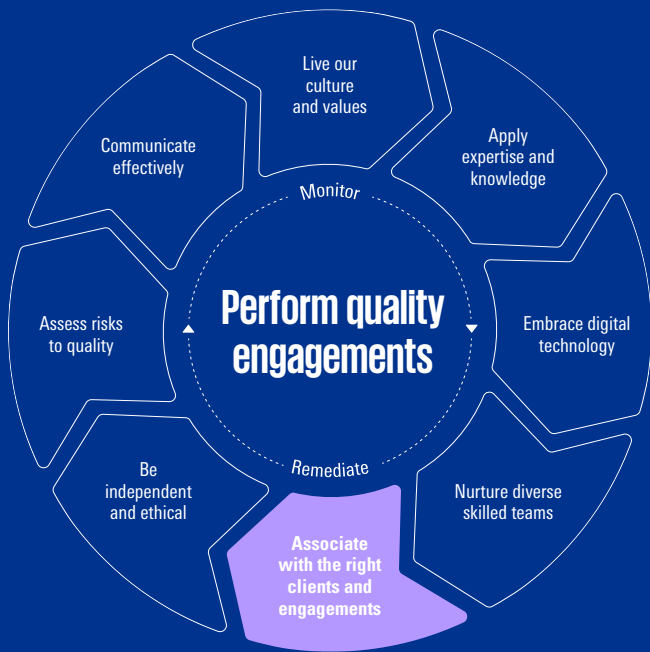 Live our
culture
and values
Apply
expertise and
knowledge
Embrace digital
technology
Nurture diverse
skilled teams
Associate
with the right
clients and
engagements
Be
independent
and ethical
Assess risks
to quality
Communicate
effectively
Monitor
Perform quality
engagements
Remediate